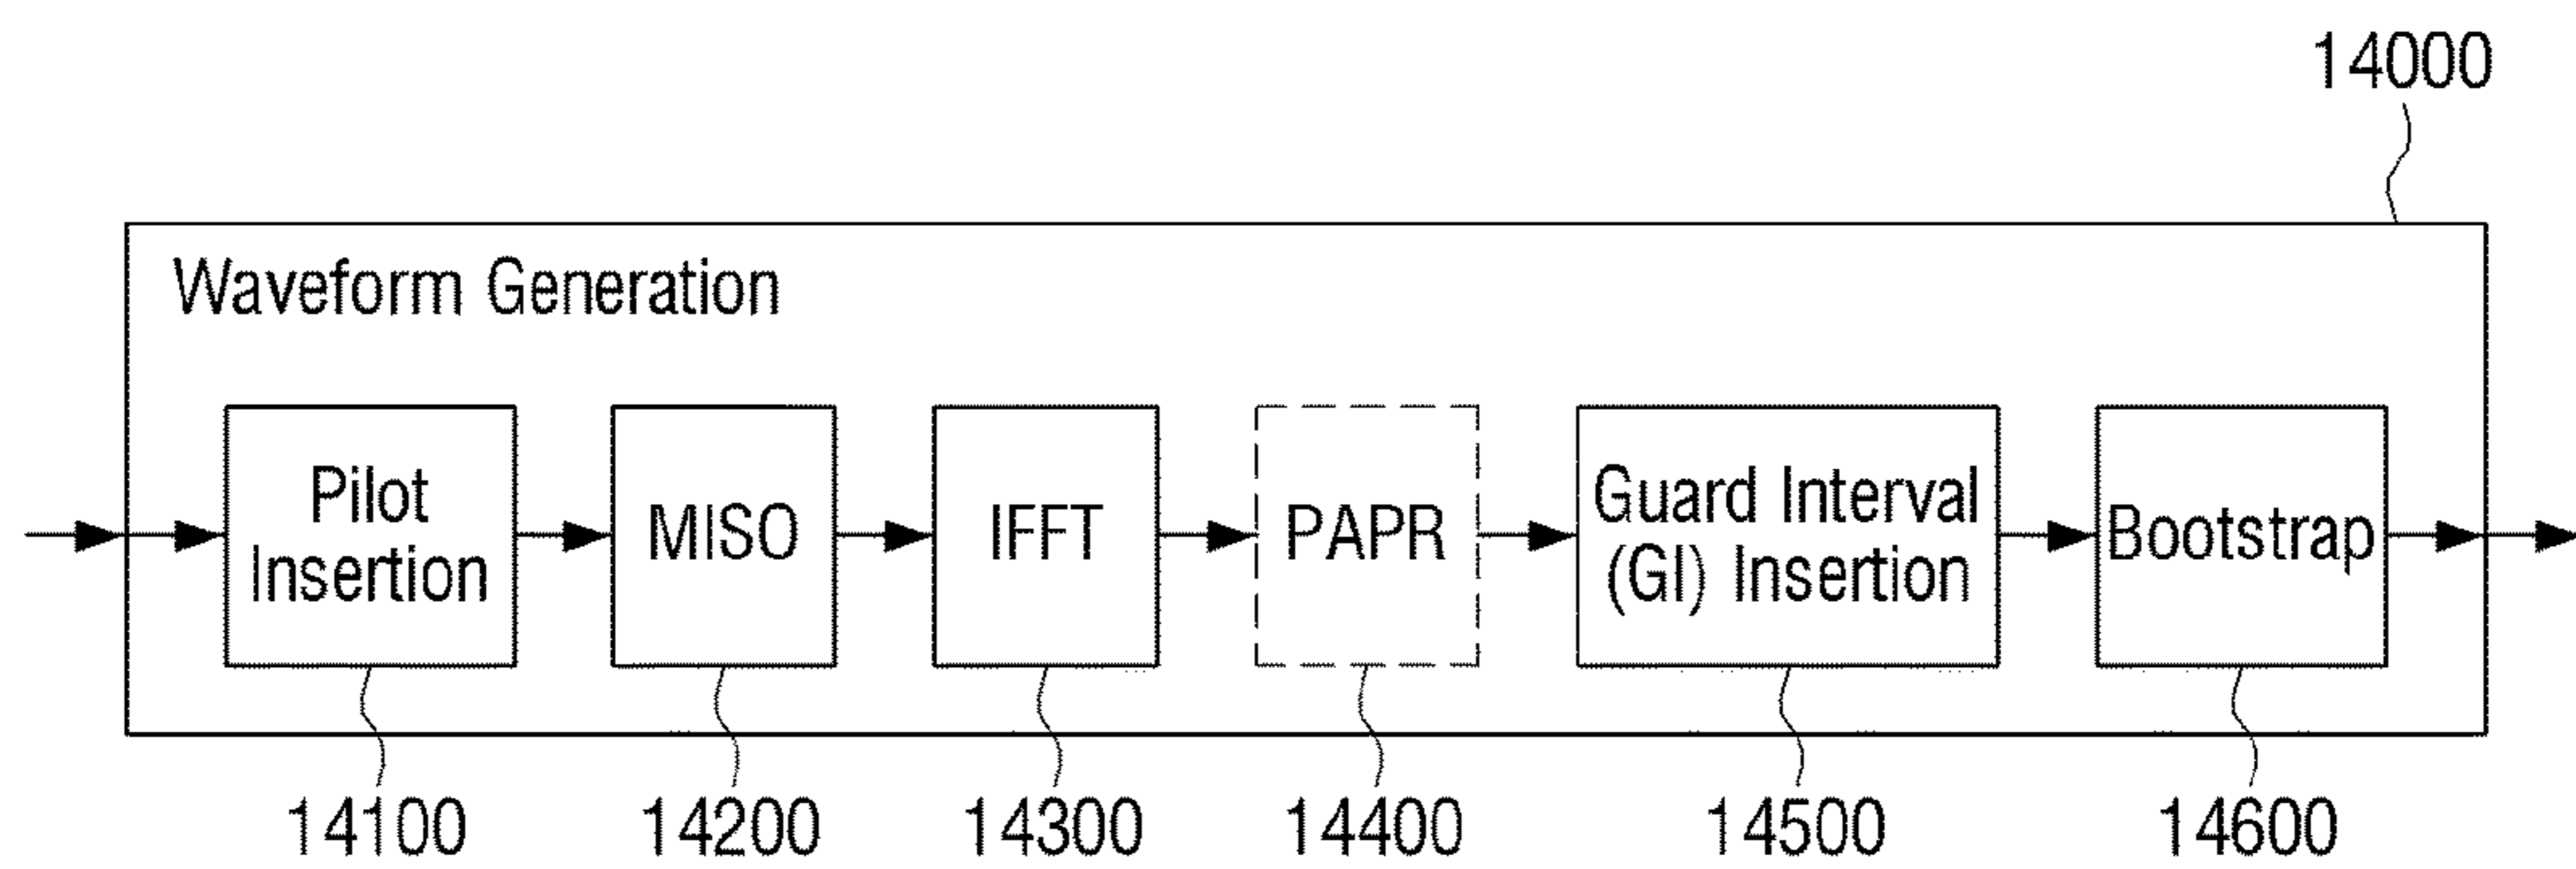 14000
Waveform Generation
Pilot
Insertion
MISO
IFFT
PAPR
Guard Interval
(GI) Insertion
Bootstrap
14100
14200
14300
14400
14500
14600